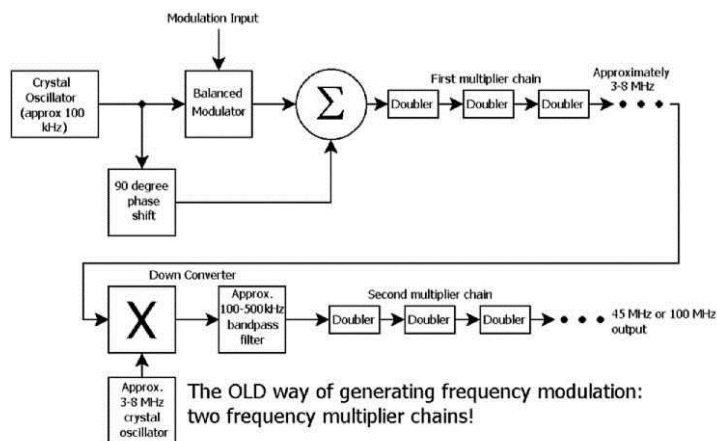 Modulation Input
Crystal
Oscillator
(approx 100
kHz)
Balanced
Modulator
Σ
First multiplier chain
Doubler
Doubler
Doubler
Approximately
3-8 MHz
90 degree
phase
shift
Down Converter
X
Approx.
100-500kHz
bandpass
filter
Second multiplier chain
Doubler
Doubler
Doubler
45 MHz or 100 MHz
output
Approx.
3-8 MHz
crystal
oscillator
The OLD way of generating frequency modulation:
two frequency multiplier chains!